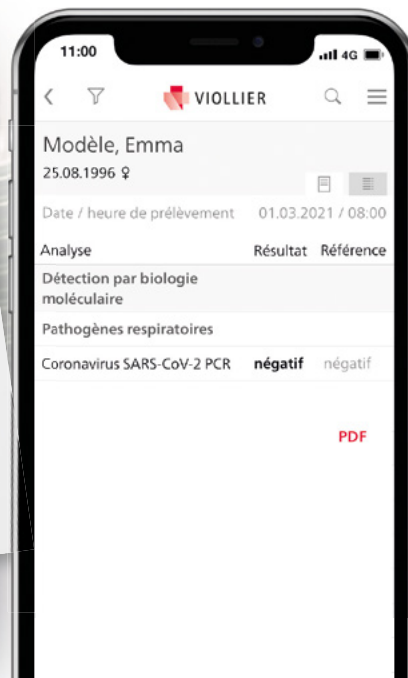 11:00 4G
VIOLLIER
Modèle, Emma
25.08.1996 ♀
Date / heure de prélèvement 01.03.2021 / 08:00
Analyse Résultat Référence
Détection par biologie
moléculaire
Pathogènes respiratoires
Coronavirus SARS-CoV-2 PCR négatif négatif
PDF